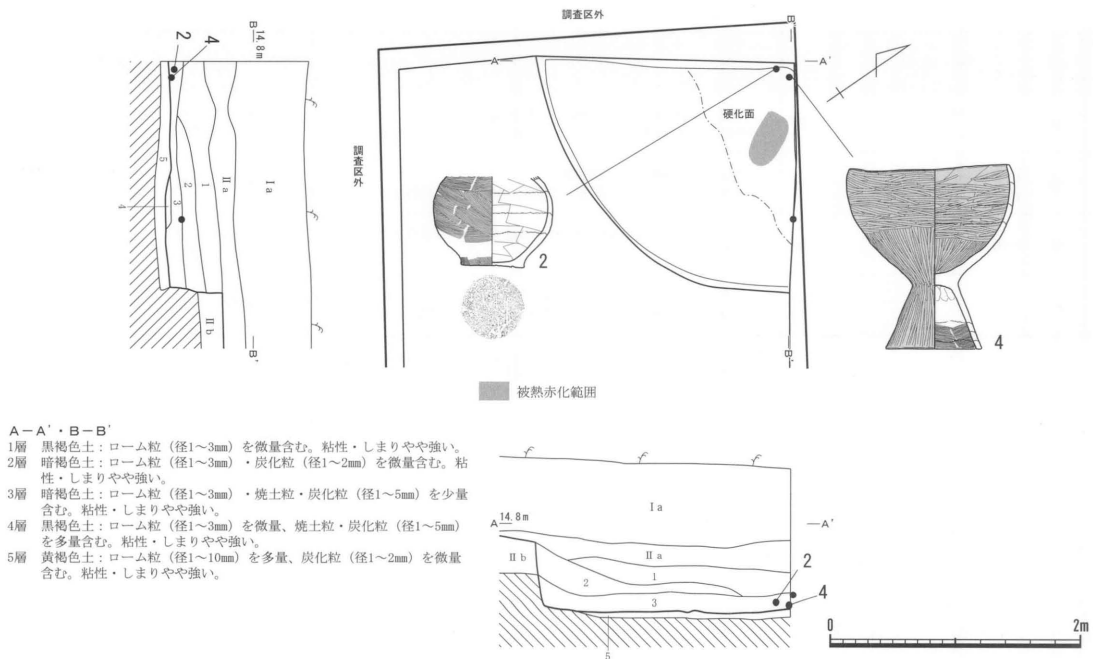 調査区外
B
14.8m
2
4
5
4
3
2
1
Ⅱa
Ⅰa
Ⅱb
B'
調査区外
A
A'
B
B'
硬化面
2
4
被熱赤化範囲
A-A'・B-B'
1層 黒褐色土：ローム粒（径1～3mm）を微量含む。粘性・しまりやや強い。
2層 暗褐色土：ローム粒（径1～3mm）・炭化粒（径1～2mm）を微量含む。粘
性・しまりやや強い。
3層 暗褐色土：ローム粒（径1～3mm）・焼土粒・炭化粒（径1～5mm）を少量
含む。粘性・しまりやや強い。
4層 黒褐色土：ローム粒（径1～3mm）を微量、焼土粒・炭化粒（径1～5mm）
を多量含む。粘性・しまりやや強い。
5層 黄褐色土：ローム粒（径1～10mm）を多量、炭化粒（径1～2mm）を微量
含む。粘性・しまりやや強い。
Ⅰa
A 14.8m
A'
Ⅱb
Ⅱa
1
2
3
2
4
5
0
2m